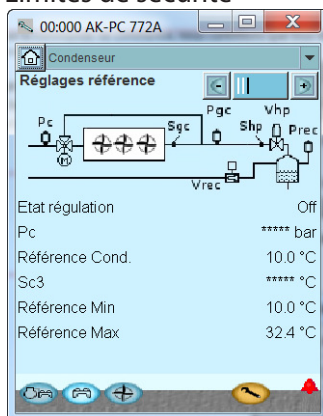 Limites de sécurité
00:000 AK-PC 772A
Condenseur
Réglages référence
Pgc Vhp
Pc Sgc Shp Prec
M
Vrec
Etat régulation Off
Pc ***** bar
Référence Cond. 10.0 °C
Sc3 ***** °C
Référence Min 10.0 °C
Référence Max 32.4 °C